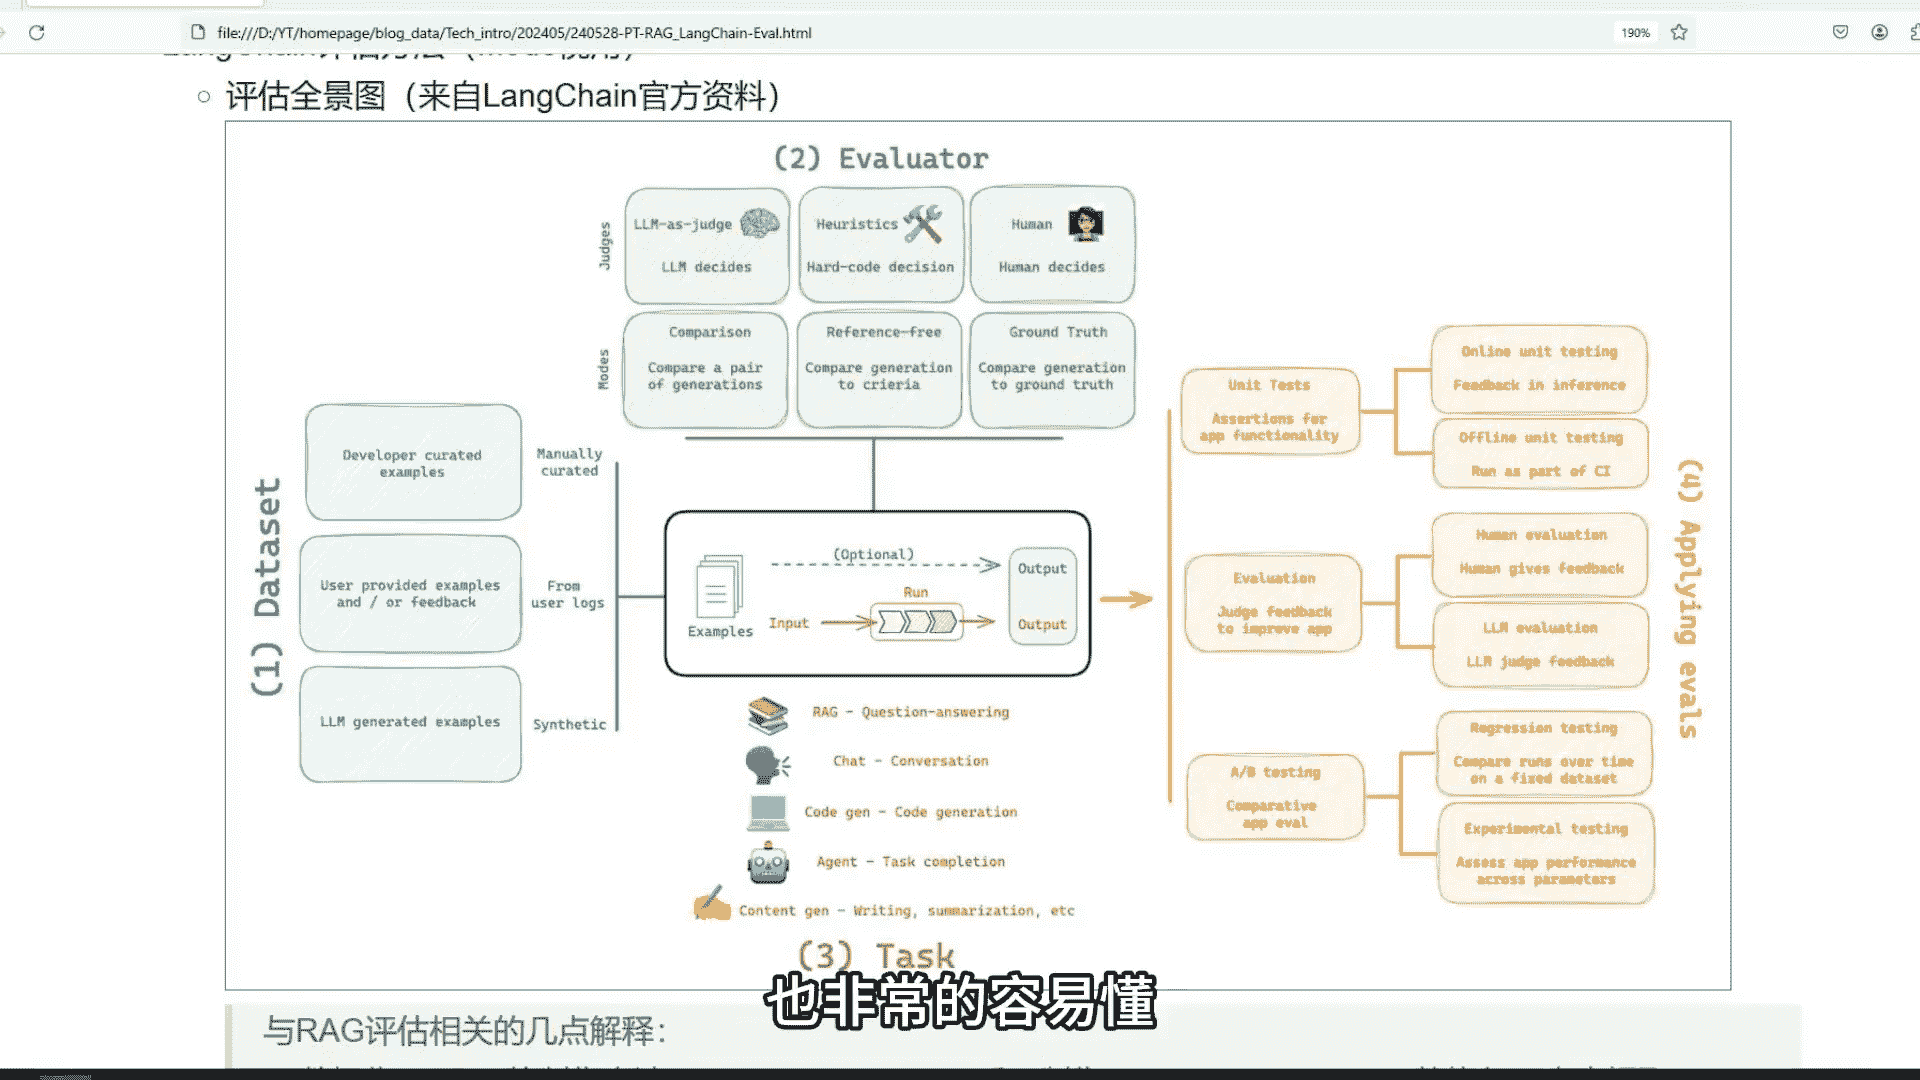 file:///D:/YT/homepage/blog_data/Tech_intro/202405/240528-PT-RAG_LangChain-Eval.html
190%
评估全景图（来自LangChain官方资料）
(2) Evaluator
Judges
LLM-as-judge
LLM decides
Heuristics
Hard-code decision
Human
Human decides
Modes
Comparison
Compare a pair
of generations
Reference-free
Compare generation
to crieria
Ground Truth
Compare generation
to ground truth
(1) Dataset
Developer curated
examples
Manually
curated
User provided examples
and / or feedback
From
user logs
LLM generated examples
Synthetic
Examples
(Optional)
Output
Run
Input
Output
RAG - Question-answering
Chat - Conversation
Code gen - Code generation
Agent - Task completion
Content gen - Writing, summarization, etc
(3) Task
Unit Tests
Assertions for
app functionality
Online unit testing
Feedback in inference
Offline unit testing
Run as part of CI
Evaluation
Judge feedback
to improve app
Human evaluation
Human gives feedback
LLM evaluation
LLM judge feedback
A/B testing
Comparative
app eval
Regression testing
Compare runs over time
on a fixed dataset
Experimental testing
Assess app performance
across parameters
(4) Applying evals
也非常的容易懂
与RAG评估相关的几点解释：